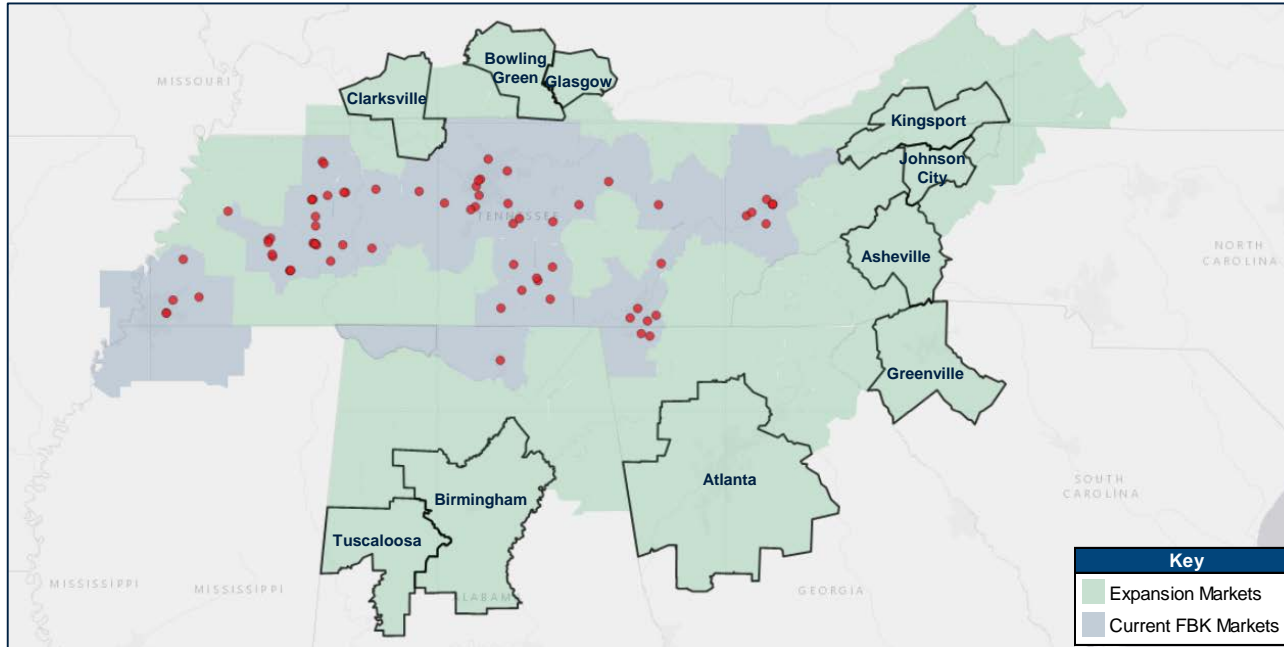 MISSOURI
Bowling
Green
Glasgow
Clarksville
Kingsport
Johnson
City
TENNESSEE
Asheville
NORTH
CAROLINA
Greenville
Atlanta
SOUTH
CAROLINA
Birmingham
Tuscaloosa
MISSISSIPPI
MISSISSIPPI
ALABAMA
GEORGIA
Key
Expansion Markets
Current FBK Markets